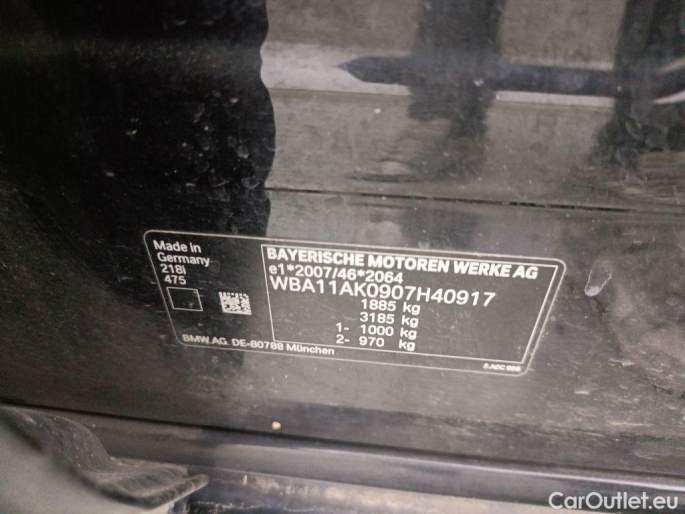 Made in
Germany
218i
475
BAYERISCHE MOTOREN WERKE AG
e1*2007/46*2064
WBA11AK0907H40917
1885 kg
3185 kg
1- 1000 kg
2- 970 kg
BMW.AG DE-80788 München
CarOutlet.eu